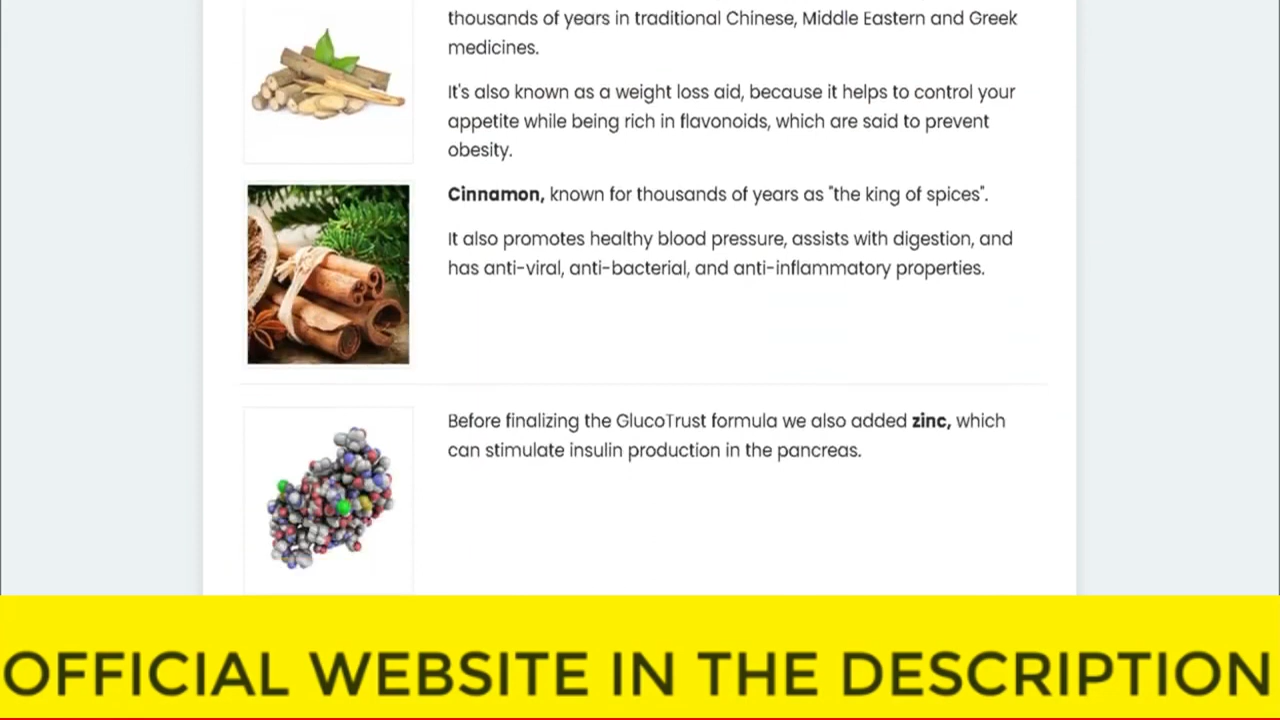 thousands of years in traditional Chinese, Middle Eastern and Greek
medicines.
It's also known as a weight loss aid, because it helps to control your
appetite while being rich in flavonoids, which are said to prevent
obesity.
Cinnamon, known for thousands of years as "the king of spices".
It also promotes healthy blood pressure, assists with digestion, and
has anti-viral, anti-bacterial, and anti-inflammatory properties.
Before finalizing the GlucoTrust formula we also added zinc, which
can stimulate insulin production in the pancreas.
OFFICIAL WEBSITE IN THE DESCRIPTION